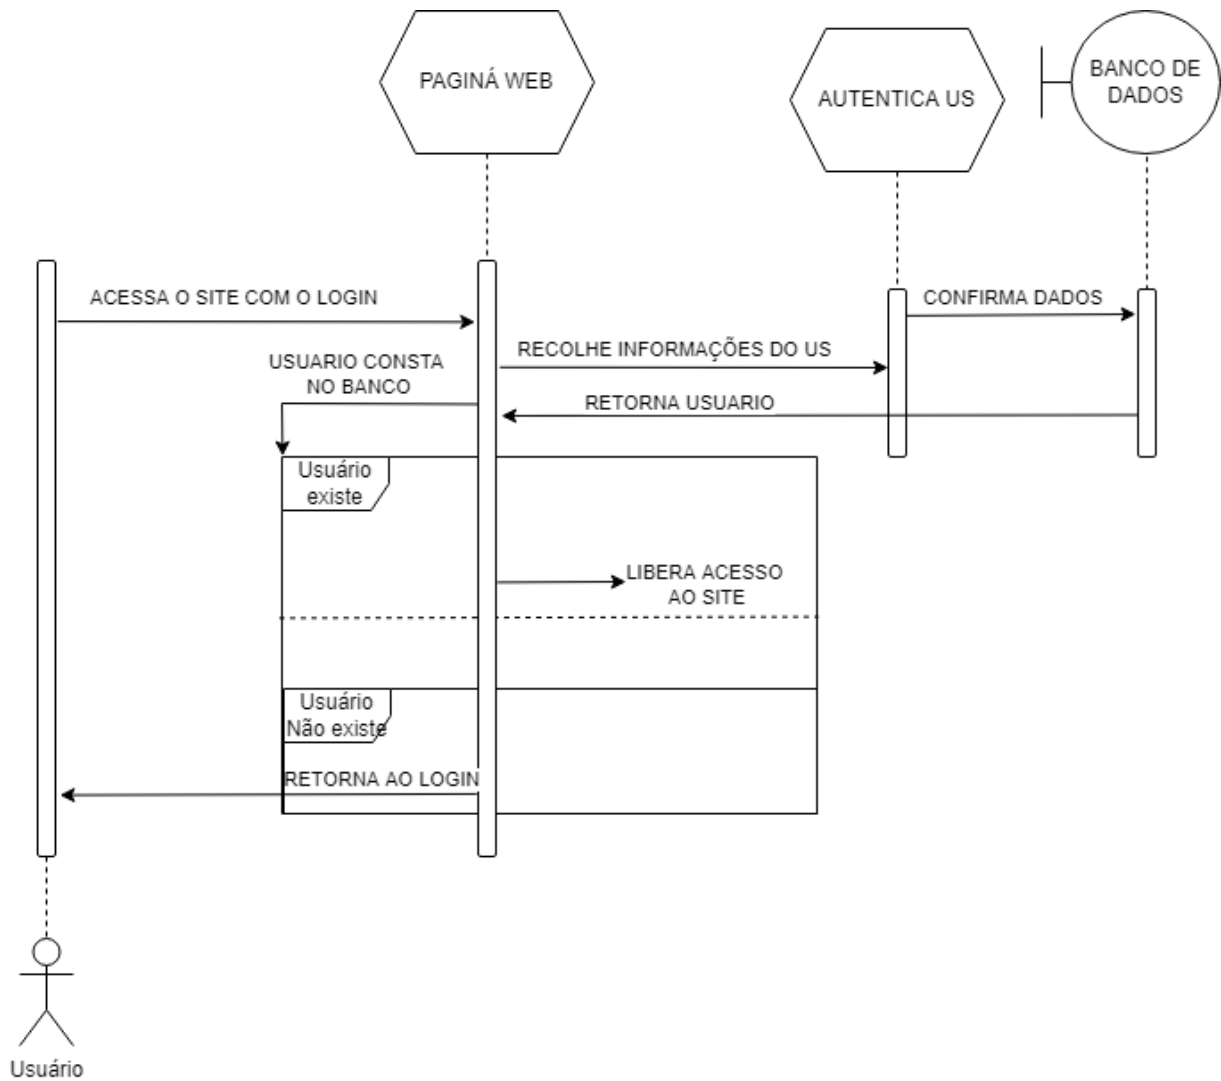 PAGINÁ WEB
AUTENTICA US
BANCO DE
DADOS
ACESSA O SITE COM O LOGIN
CONFIRMA DADOS
RECOLHE INFORMAÇÕES DO US
USUARIO CONSTA
NO BANCO
RETORNA USUARIO
Usuário
existe
LIBERA ACESSO
AO SITE
Usuário
Não existe
RETORNA AO LOGIN
Usuário